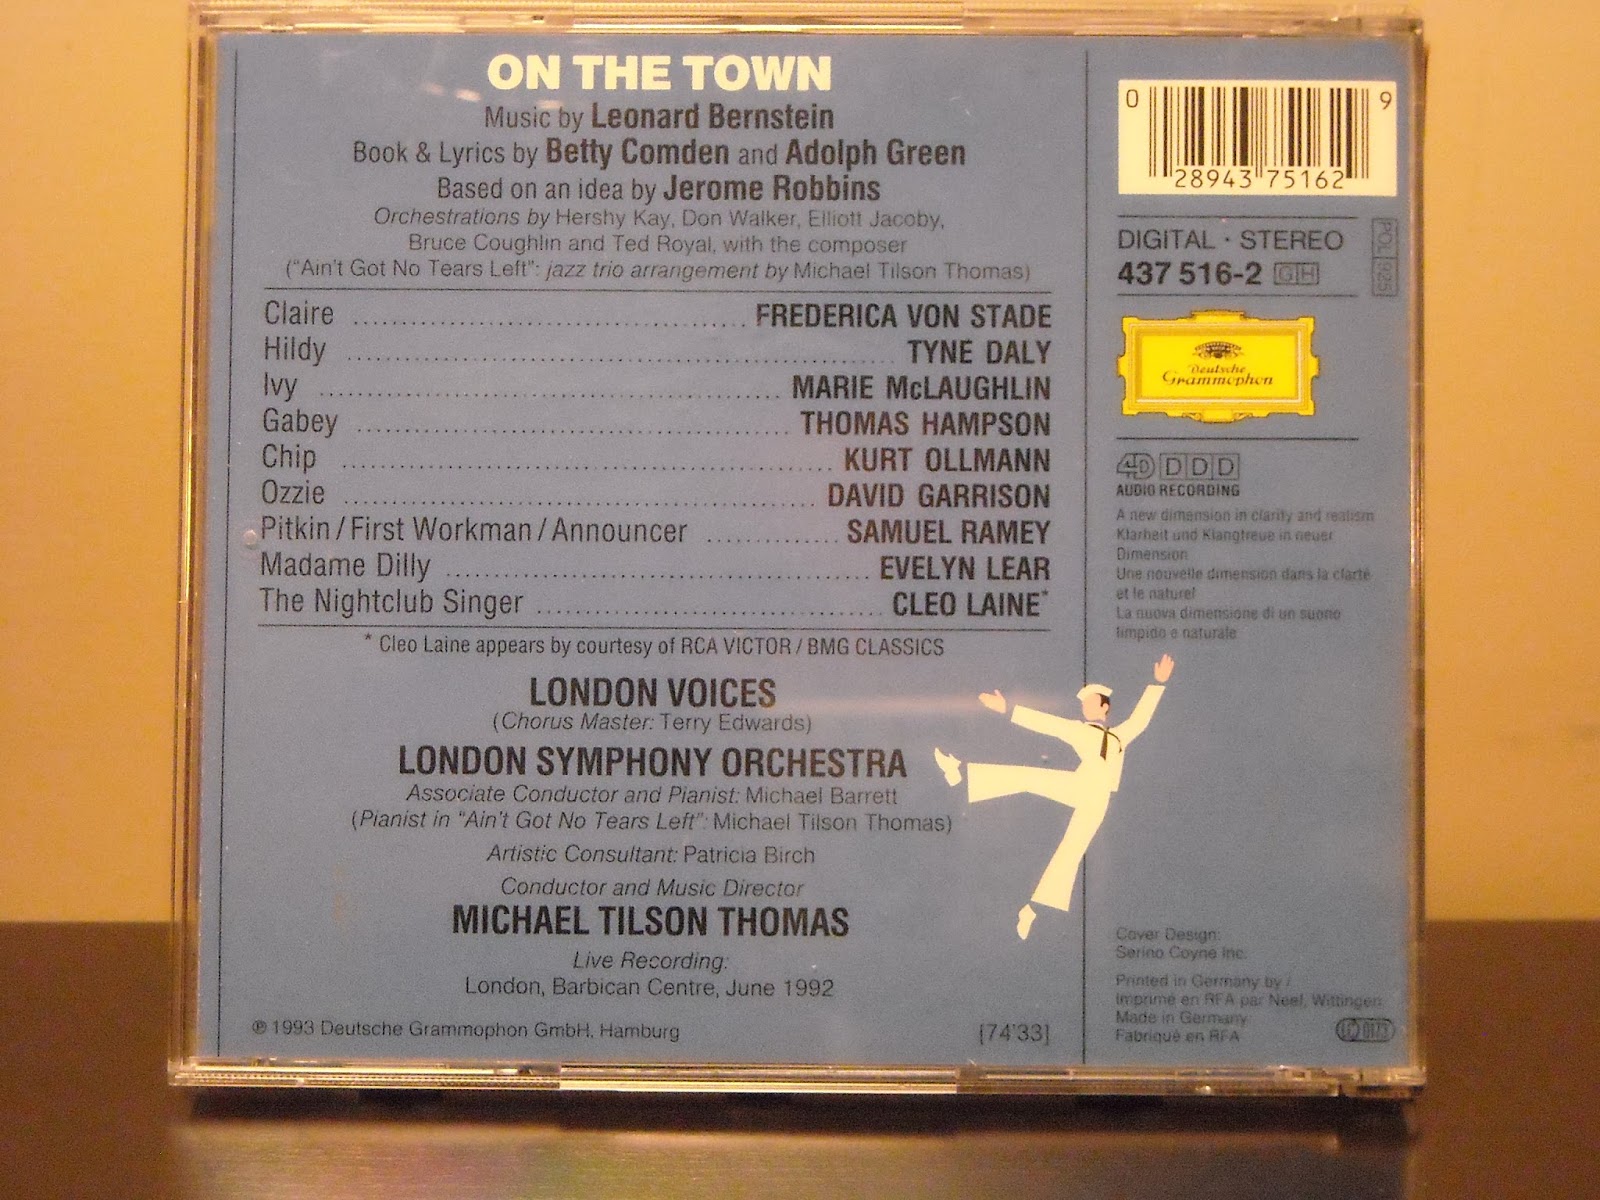 ON THE TOWN
Music by Leonard Bernstein
Book & Lyrics by Betty Comden and Adolph Green
Based on an idea by Jerome Robbins
Orchestrations by Hershy Kay, Don Walker, Elliott Jacoby,
Bruce Coughlin and Ted Royal, with the composer
("Ain't Got No Tears Left": jazz trio arrangement by Michael Tilson Thomas)
Claire ........ FREDERICA VON STADE
Hildy ........ TYNE DALY
Ivy ........ MARIE McLAUGHLIN
Gabey ........ THOMAS HAMPSON
Chip ........ KURT OLLMANN
Ozzie ........ DAVID GARRISON
Pitkin / First Workman / Announcer ........ SAMUEL RAMEY
Madame Dilly ........ EVELYN LEAR
The Nightclub Singer ........ CLEO LAINE*
* Cleo Laine appears by courtesy of RCA VICTOR / BMG CLASSICS
LONDON VOICES
(Chorus Master: Terry Edwards)
LONDON SYMPHONY ORCHESTRA
Associate Conductor and Pianist: Michael Barrett
(Pianist in "Ain't Got No Tears Left": Michael Tilson Thomas)
Artistic Consultant: Patricia Birch
Conductor and Music Director
MICHAEL TILSON THOMAS
Live Recording:
London, Barbican Centre, June 1992
℗ 1993 Deutsche Grammophon GmbH, Hamburg
[74'33]
0 28943 75162 9
DIGITAL · STEREO
437 516-2 GH
POL 925
Deutsche
Grammophon
4D DDD
AUDIO RECORDING
A new dimension in clarity and realism
Klarheit und Klangtreue in neuer
Dimension
Une nouvelle dimension dans la clarté
et le naturel
La nuova dimensione di un suono
limpido e naturale
Cover Design:
Serino Coyne Inc.
Printed in Germany by /
Imprimé en RFA par Neef, Wittingen
Made in Germany
Fabriqué en RFA
LC 0173